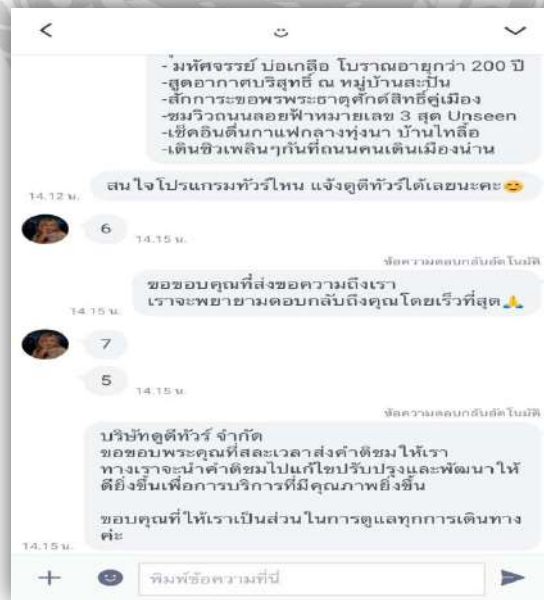 - มหัศจรรย์ บ่อเกลือ โบราณอายุกว่า 200 ปี
-สูดอากาศบริสุทธิ์ ณ หมู่บ้านสะปัน
-สักการะขอพรพระธาตุศักดิ์สิทธิ์คู่เมือง
-ชมวิวถนนลอยฟ้าหมายเลข 3 สุด Unseen
-เช็คอินดื่มกาแฟกลางทุ่งนา บ้านไทลื้อ
-เดินชิวเพลินๆกันที่ถนนคนเดินเมืองน่าน
สนใจโปรแกรมทัวร์ไหน แจ้งดูดีทัวร์ได้เลยนะคะ😊
14.12 น.
6
14.15 น.
ข้อความตอบกลับอัตโนมัติ
ขอขอบคุณที่ส่งข้อความถึงเรา
เราจะพยายามตอบกลับถึงคุณโดยเร็วที่สุด🙏
14.15 น.
7
5
14.15 น.
ข้อความตอบกลับอัตโนมัติ
บริษัทดูดีทัวร์ จำกัด
ขอขอบพระคุณที่สละเวลาส่งคำติชมให้เรา
ทางเราจะนำคำติชมไปแก้ไขปรับปรุงและพัฒนาให้
ดียิ่งขึ้นเพื่อการบริการที่มีคุณภาพยิ่งขึ้น
ขอบคุณที่ให้เราเป็นส่วนในการดูแลทุกการเดินทาง
ค่ะ
14.15 น.
พิมพ์ข้อความที่นี่